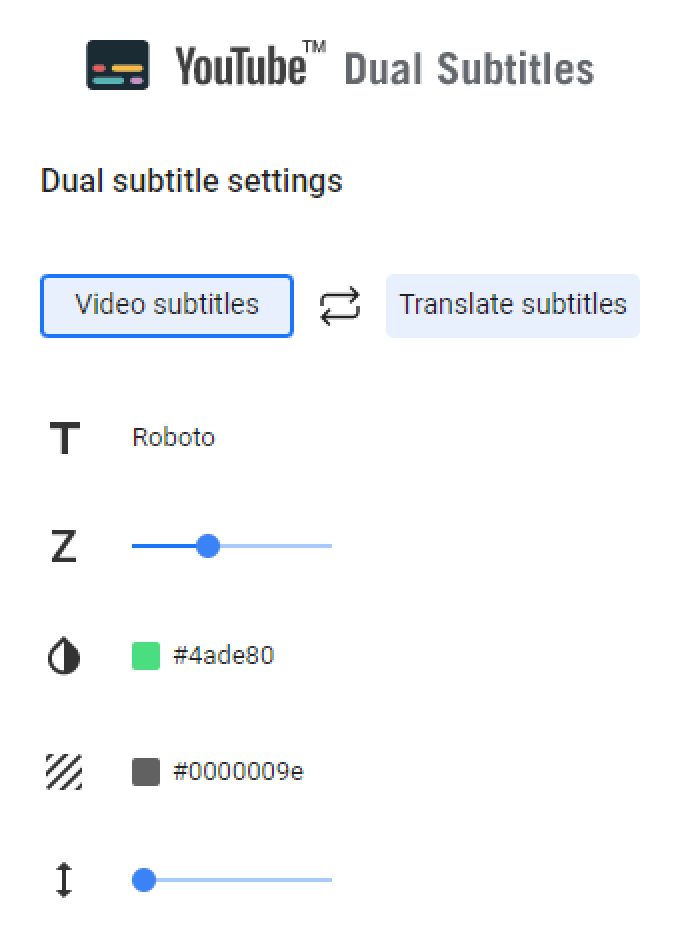 YouTube™ Dual Subtitles
Dual subtitle settings
Video subtitles Translate subtitles
T Roboto
Z
#4ade80
#0000009e